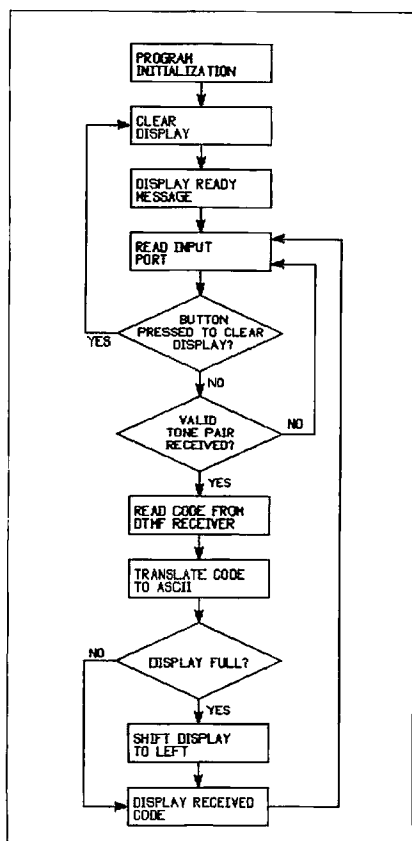 PROGRAM
INITIALIZATION
CLEAR
DISPLAY
DISPLAY READY
MESSAGE
READ INPUT
PORT
BUTTON
PRESSED TO CLEAR
DISPLAY?
YES
NO
VALID
TONE PAIR
RECEIVED?
NO
YES
READ CODE FROM
DTMF RECEIVER
TRANSLATE CODE
TO ASCII
NO
DISPLAY FULL?
YES
SHIFT DISPLAY
TO LEFT
DISPLAY RECEIVED
CODE